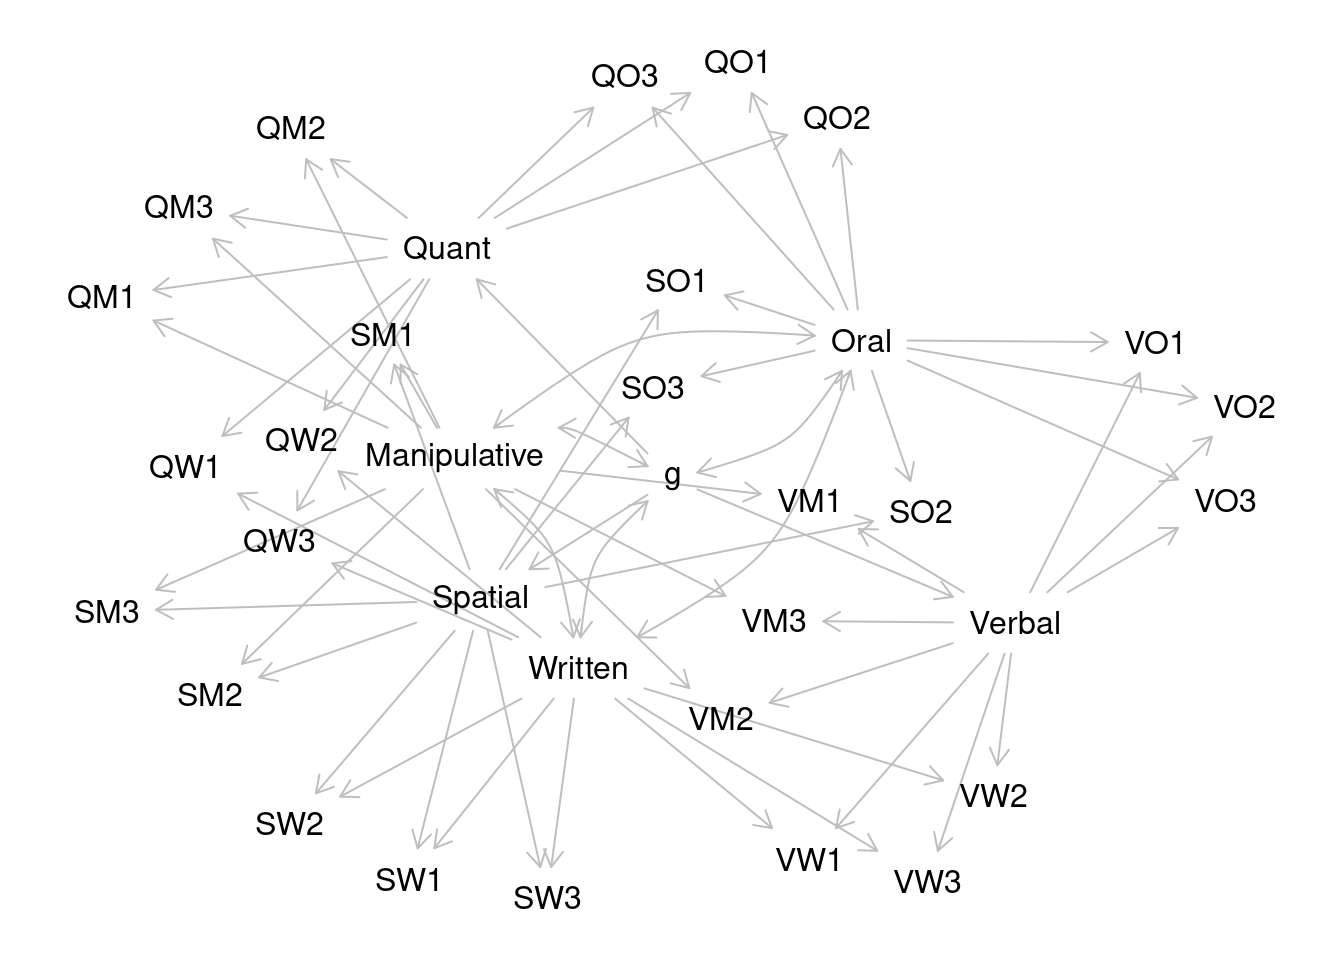 QO1
QO3
QO2
QM2
QM3
Quant
SO1
QM1
SM1
Oral
VO1
SO3
VO2
QW2
Manipulative
QW1
g
VM1
VO3
SO2
QW3
Spatial
SM3
VM3
Verbal
Written
SM2
VM2
VW2
SW2
VW1
SW1
VW3
SW3